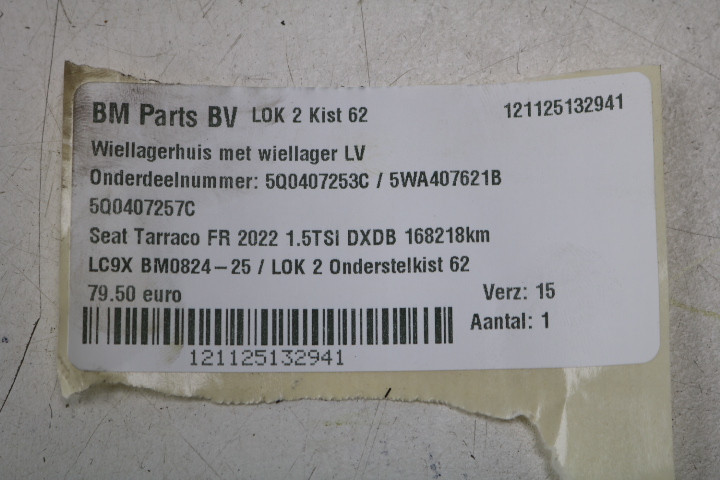 BM Parts BV LOK 2 Kist 62 121125132941
Wiellagerhuis met wiellager LV
Onderdeelnummer: 5Q0407253C / 5WA407621B
5Q0407257C
Seat Tarraco FR 2022 1.5TSI DXDB 168218km
LC9X BM0824-25 / LOK 2 Onderstelkist 62
79.50 euro Verz: 15
Aantal: 1
121125132941